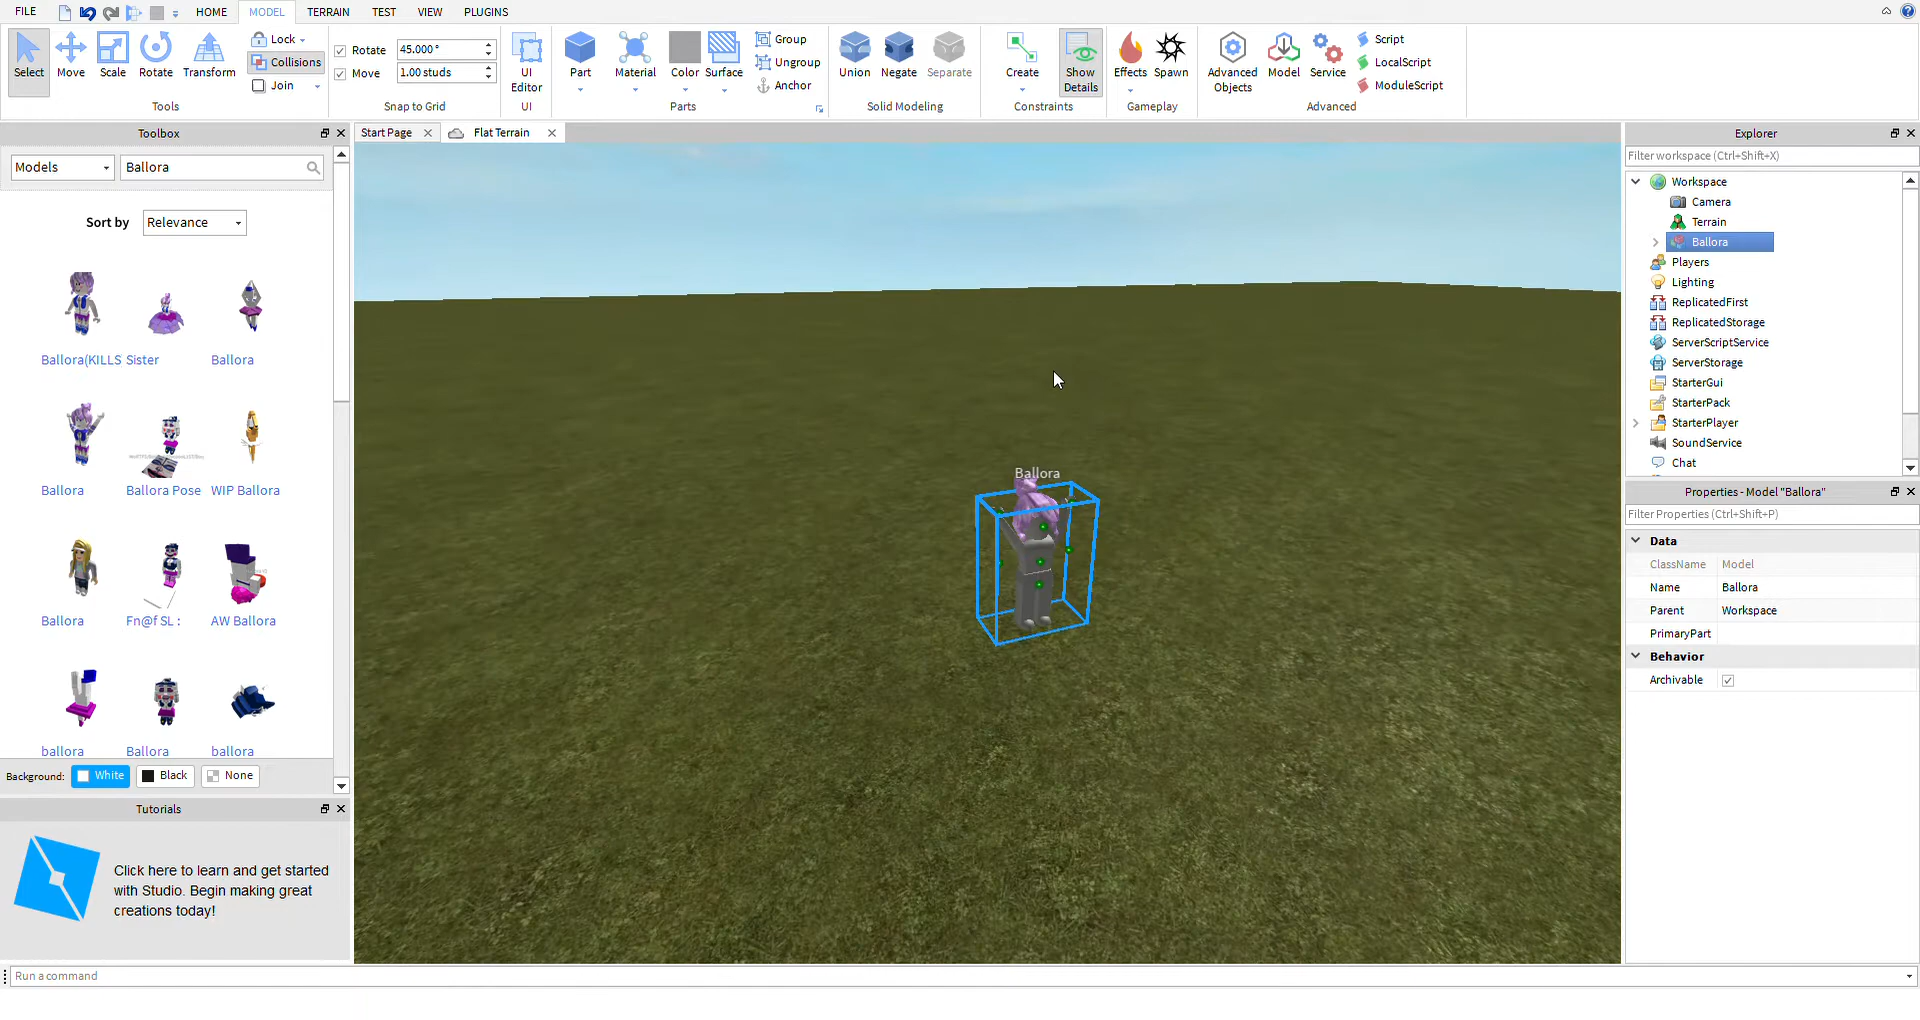 FILE HOME MODEL TERRAIN TEST VIEW PLUGINS
Select Move Scale Rotate Transform
Lock
Collisions
Join
Tools
Rotate 45.000°
Move 1.00 studs
Snap to Grid
UI Editor
UI
Part Material Color Surface
Group
Ungroup
Anchor
Parts
Union Negate Separate
Solid Modeling
Create Show Details
Constraints
Effects Spawn
Gameplay
Advanced Objects Model Service
Script
LocalScript
ModuleScript
Advanced
Toolbox
Models Ballora
Sort by Relevance
Ballora(KILLS Sister Ballora
Ballora Ballora Pose WIP Ballora
Ballora Fn@f SL : AW Ballora
ballora Ballora ballora
Background: White Black None
Tutorials
Click here to learn and get started
with Studio. Begin making great
creations today!
Start Page Flat Terrain
Ballora
Explorer
Filter workspace (Ctrl+Shift+X)
Workspace
Camera
Terrain
Ballora
Players
Lighting
ReplicatedFirst
ReplicatedStorage
ServerScriptService
ServerStorage
StarterGui
StarterPack
StarterPlayer
SoundService
Chat
Properties - Model "Ballora"
Filter Properties (Ctrl+Shift+P)
Data
ClassName Model
Name Ballora
Parent Workspace
PrimaryPart
Behavior
Archivable
Run a command